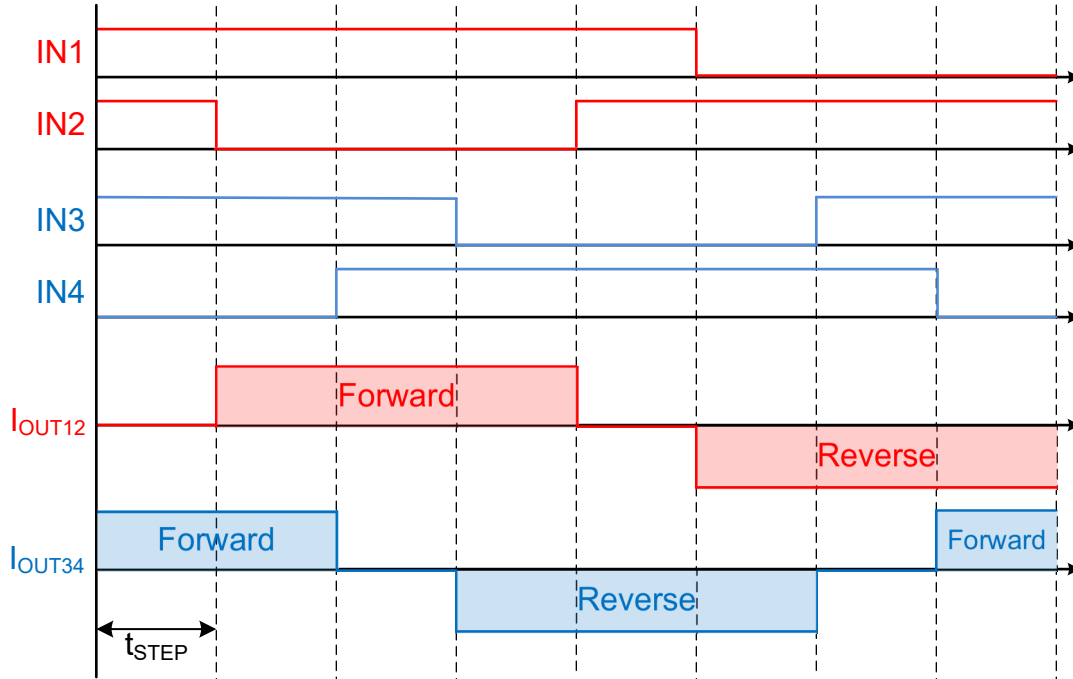 IN1
IN2
IN3
IN4
IOUT12
Forward
Reverse
IOUT34
Forward
Reverse
Forward
tSTEP